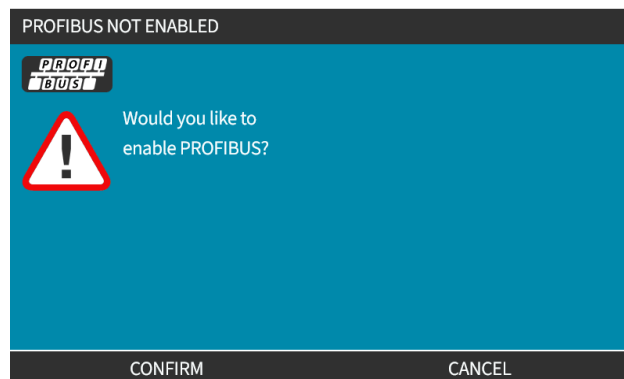 PROFIBUS NOT ENABLED
PROFI
BUS
Would you like to
enable PROFIBUS?
!
CONFIRM CANCEL